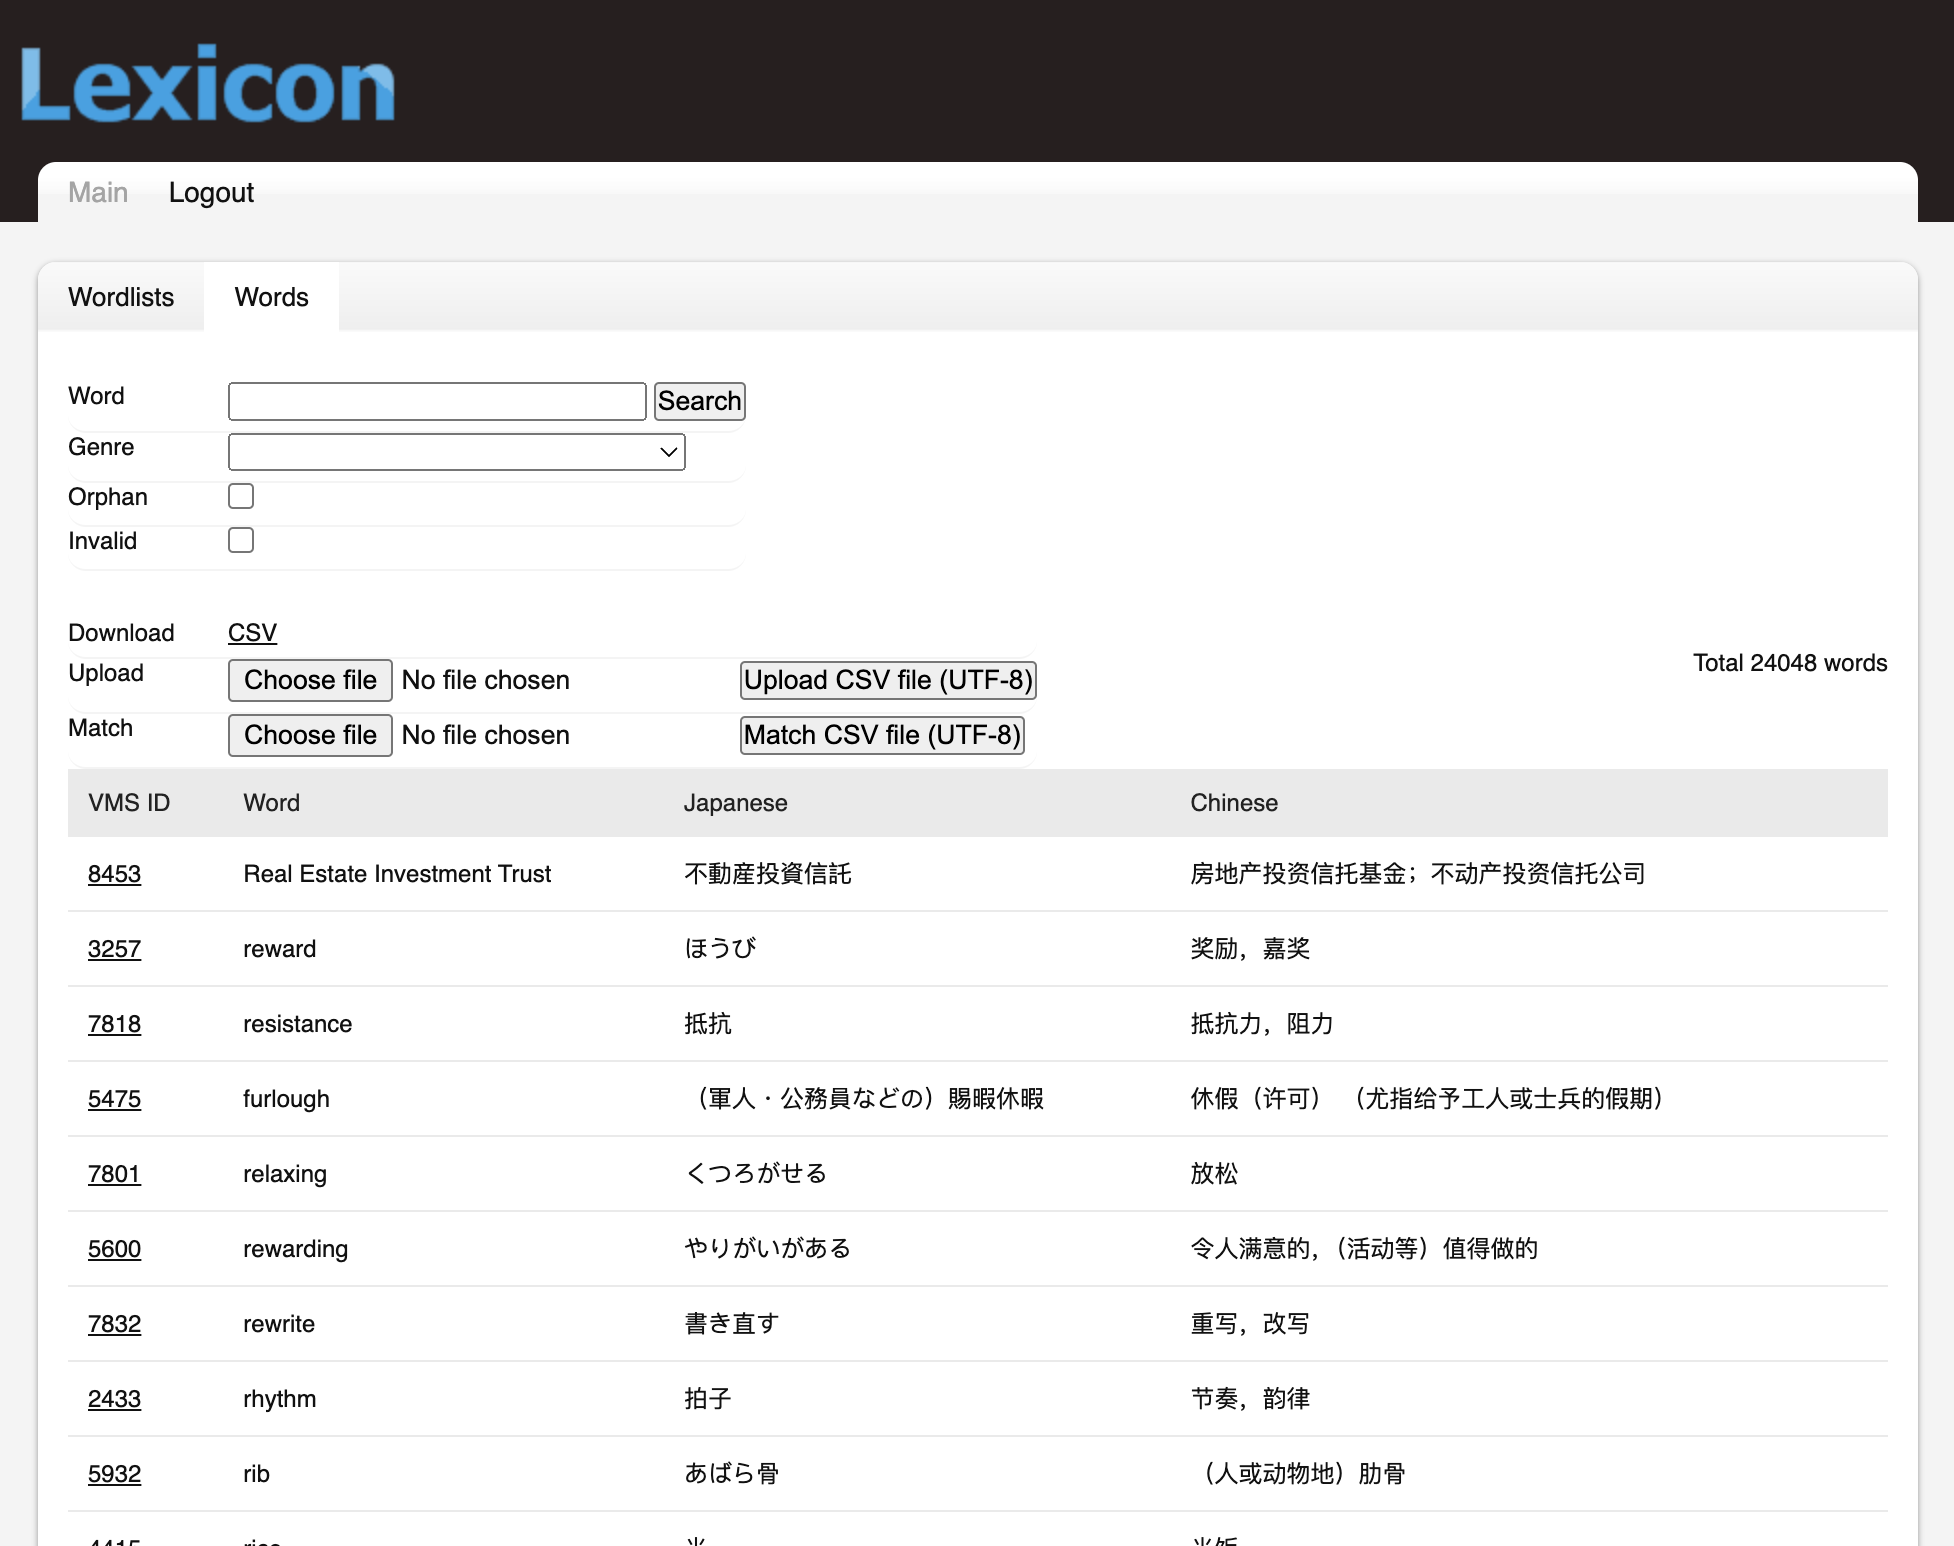 Lexicon
Main Logout
Wordlists Words
Word Search
Genre
Orphan
Invalid
Download CSV
Total 24048 words
Upload Choose file No file chosen Upload CSV file (UTF-8)
Match Choose file No file chosen Match CSV file (UTF-8)
VMS ID Word Japanese Chinese
8453 Real Estate Investment Trust 不動産投資信託 房地产投资信托基金；不动产投资信托公司
3257 reward ほうび 奖励，嘉奖
7818 resistance 抵抗 抵抗力，阻力
5475 furlough （軍人・公務員などの）賜暇休暇 休假（许可）（尤指给予工人或士兵的假期）
7801 relaxing くつろがせる 放松
5600 rewarding やりがいがある 令人满意的，（活动等）值得做的
7832 rewrite 書き直す 重写，改写
2433 rhythm 拍子 节奏，韵律
5932 rib あばら骨 （人或动物地）肋骨